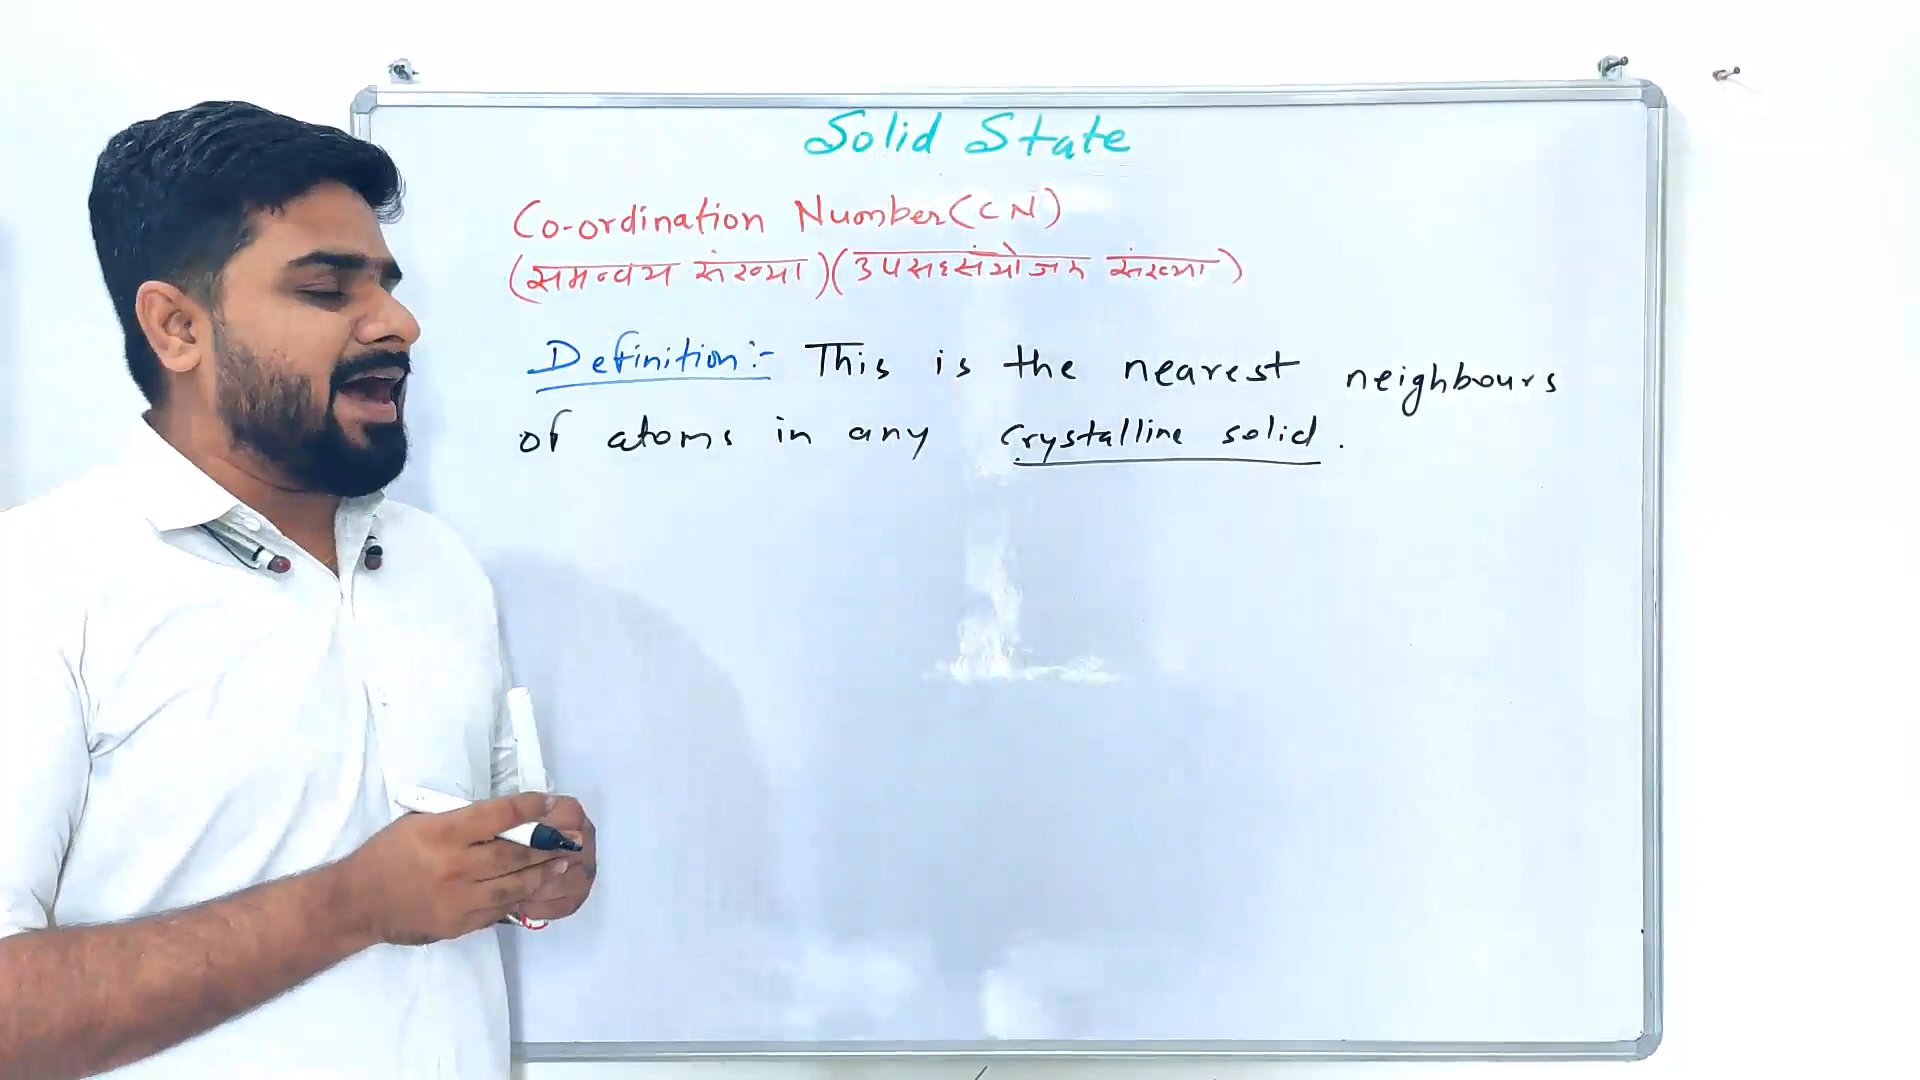 Solid State
Co-ordination Number (CN)
(समन्वय संख्या) (उपसहसंयोजन संख्या)
Definition:- This is the nearest neighbours
of atoms in any crystalline solid.